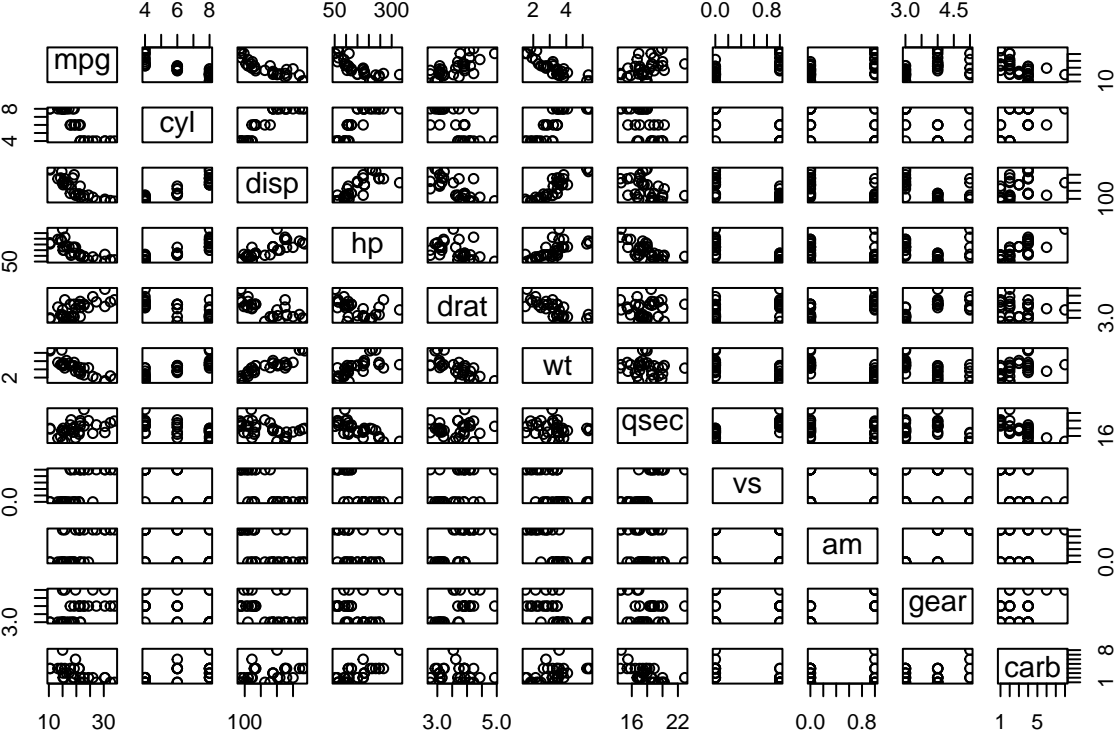 4 6 8 50 300 2 4 0.0 0.8 3.0 4.5
mpg 10
8 4 cyl
disp 100
50 hp
drat 3.0
2 wt
qsec 16
0.0 vs
am 0.0
3.0 gear
carb 8 1
10 30 100 3.0 5.0 16 22 0.0 0.8 1 5